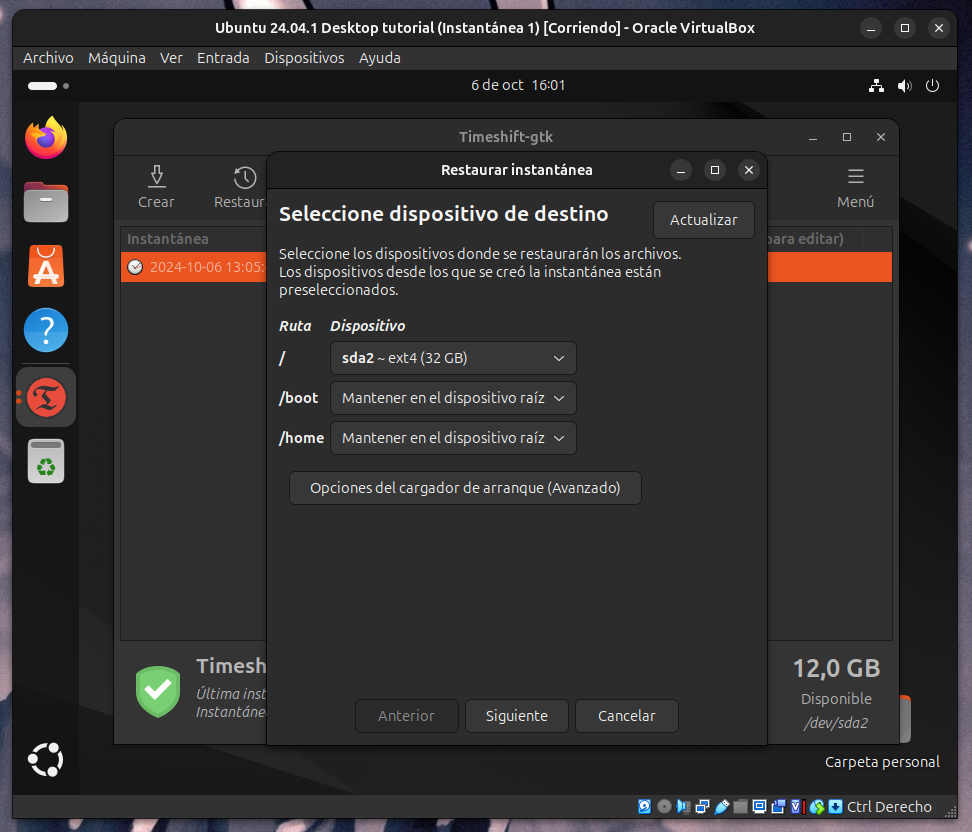 Ubuntu 24.04.1 Desktop tutorial (Instantánea 1) [Corriendo] - Oracle VirtualBox
Archivo Máquina Ver Entrada Dispositivos Ayuda
6 de oct 16:01
Timeshift-gtk
Restaurar instantánea
Crear
Restaur
Menú
Seleccione dispositivo de destino
Actualizar
Instantánea
para editar)
2024-10-06 13:05:
Seleccione los dispositivos donde se restaurarán los archivos.
Los dispositivos desde los que se creó la instantánea están
preseleccionados.
Ruta Dispositivo
/ sda2 ~ ext4 (32 GB)
/boot Mantener en el dispositivo raíz
/home Mantener en el dispositivo raíz
Opciones del cargador de arranque (Avanzado)
Timesh
Última inst
Instantáne
12,0 GB
Disponible
/dev/sda2
Anterior Siguiente Cancelar
Carpeta personal
Ctrl Derecho